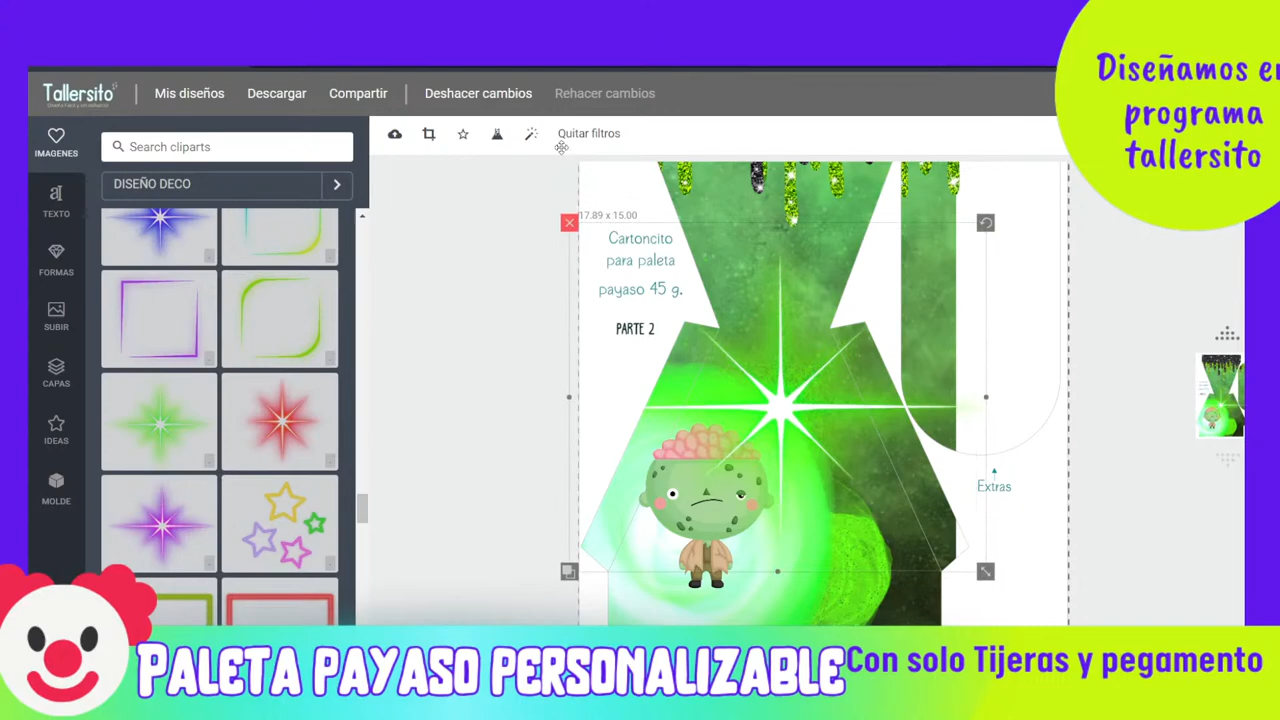 Diseñamos en
programa
tallersito
Tallersito
Mis diseños
Descargar
Compartir
Deshacer cambios
Rehacer cambios
IMAGENES
Search cliparts
Quitar filtros
DISEÑO DECO
TEXTO
FORMAS
SUBIR
CAPAS
IDEAS
MOLDE
17.89 x 15.00
Cartoncito
para paleta
payaso 45 g.
PARTE 2
Extras
PALETA PAYASO PERSONALIZABLE
Con solo Tijeras y pegamento